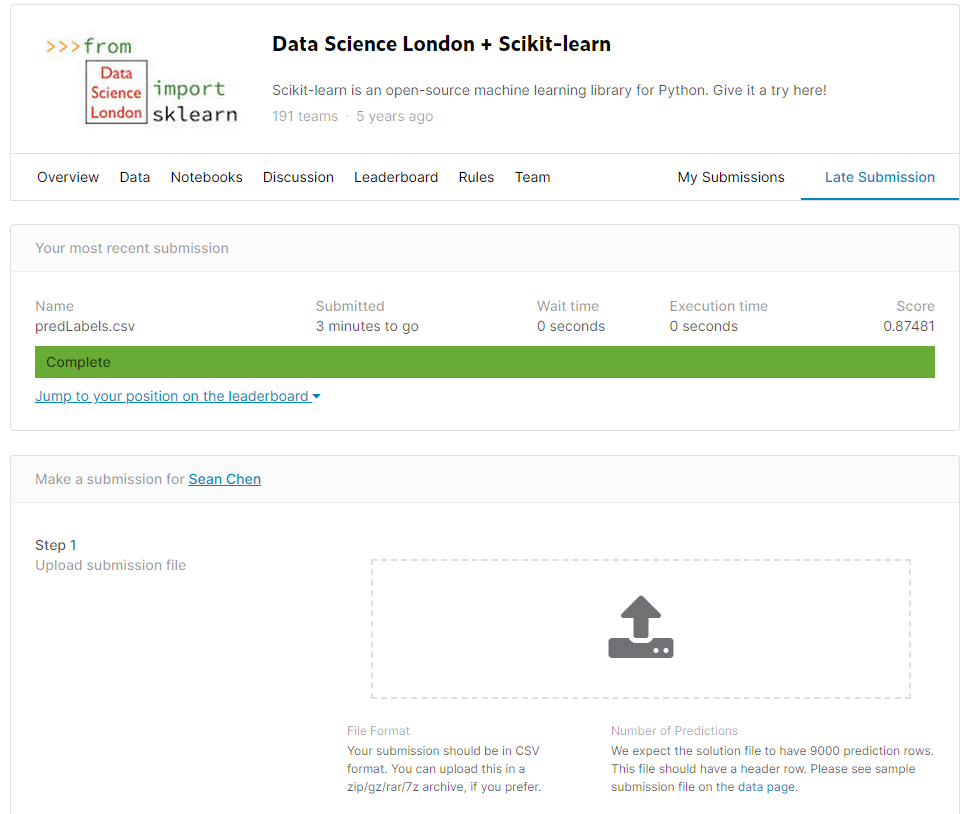 >>>from
Data
Science
London
import
sklearn
Data Science London + Scikit-learn
Scikit-learn is an open-source machine learning library for Python. Give it a try here!
191 teams · 5 years ago
Overview Data Notebooks Discussion Leaderboard Rules Team My Submissions Late Submission
Your most recent submission
Name Submitted Wait time Execution time Score
predLabels.csv 3 minutes to go 0 seconds 0 seconds 0.87481
Complete
Jump to your position on the leaderboard
Make a submission for Sean Chen
Step 1
Upload submission file
File Format
Your submission should be in CSV
format. You can upload this in a
zip/gz/rar/7z archive, if you prefer.
Number of Predictions
We expect the solution file to have 9000 prediction rows.
This file should have a header row. Please see sample
submission file on the data page.